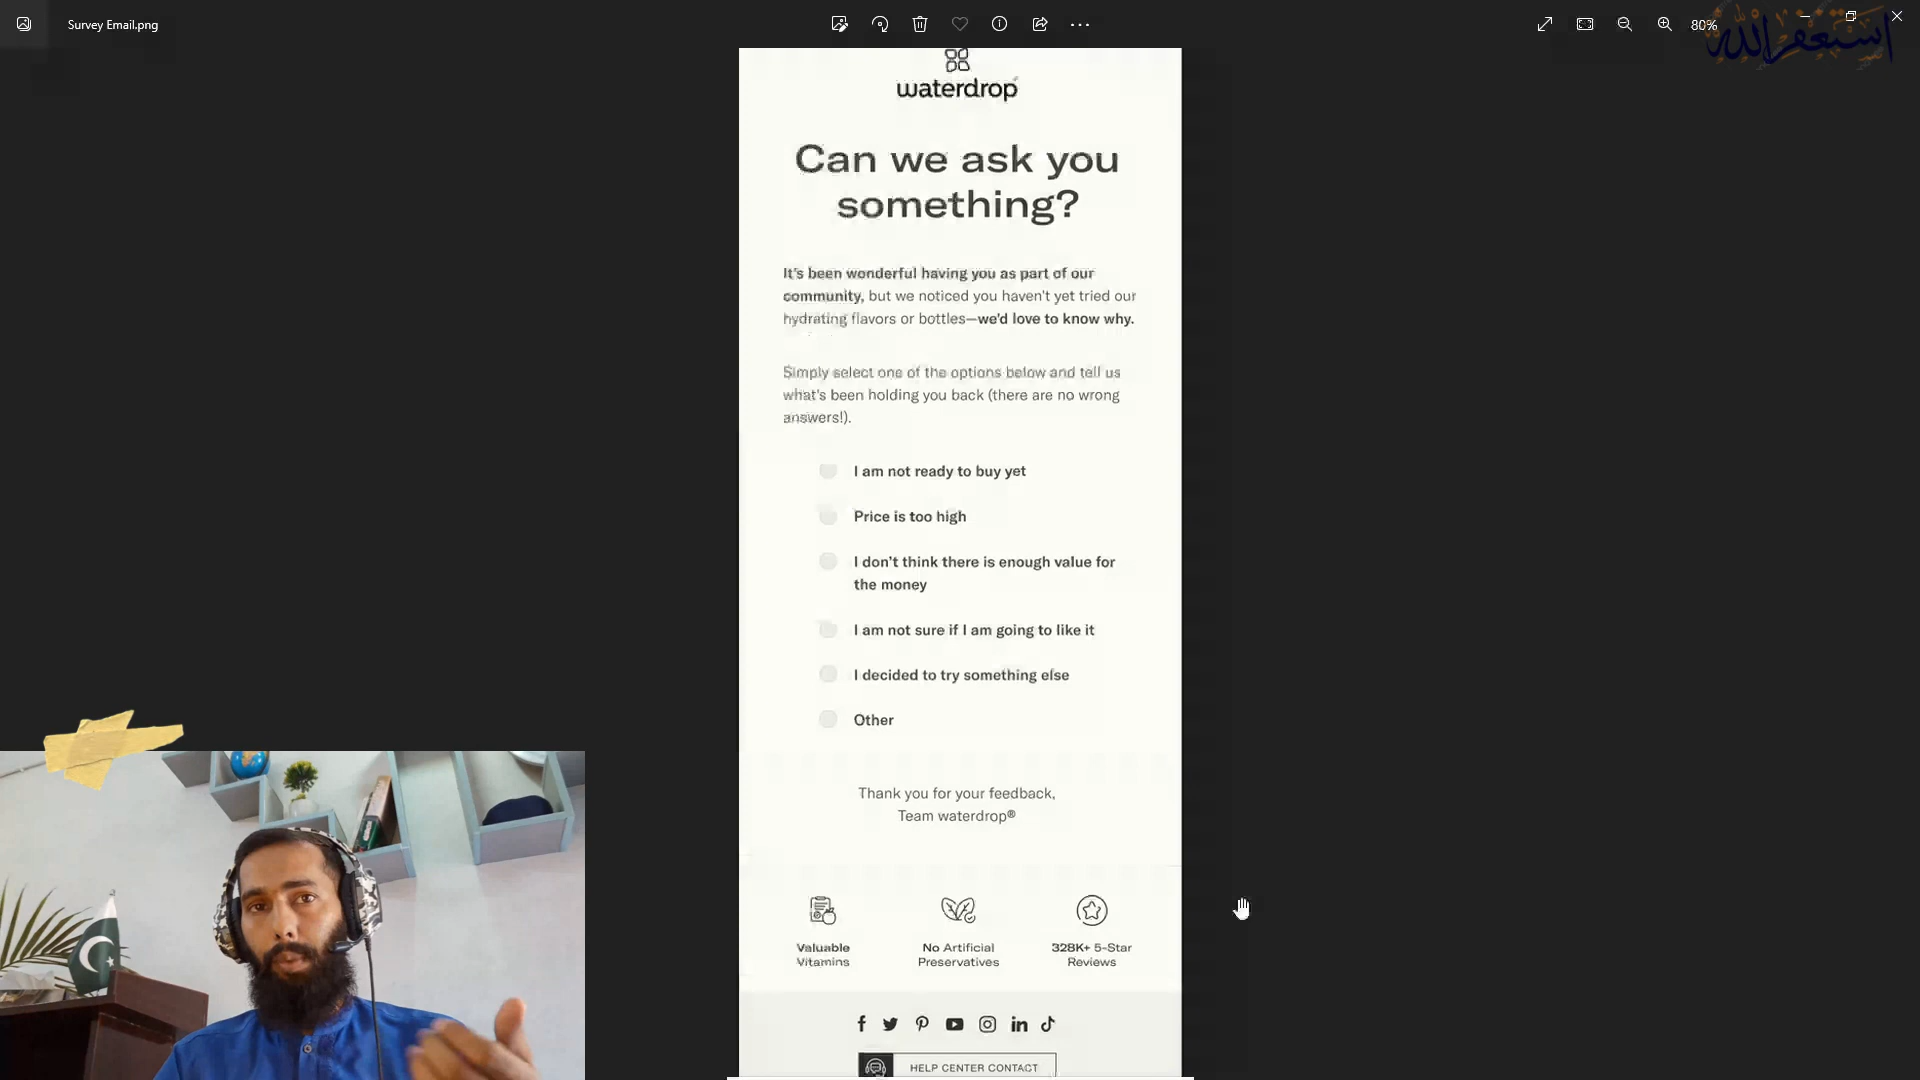 Survey Email.png
80%
استغفر الله
waterdrop
Can we ask you
something?
It's been wonderful having you as part of our
community, but we noticed you haven't yet tried our
hydrating flavors or bottles—we'd love to know why.
Simply select one of the options below and tell us
what's been holding you back (there are no wrong
answers!).
I am not ready to buy yet
Price is too high
I don't think there is enough value for
the money
I am not sure if I am going to like it
I decided to try something else
Other
Thank you for your feedback,
Team waterdrop®
Valuable
Vitamins
No Artificial
Preservatives
328K+ 5-Star
Reviews
HELP CENTER CONTACT